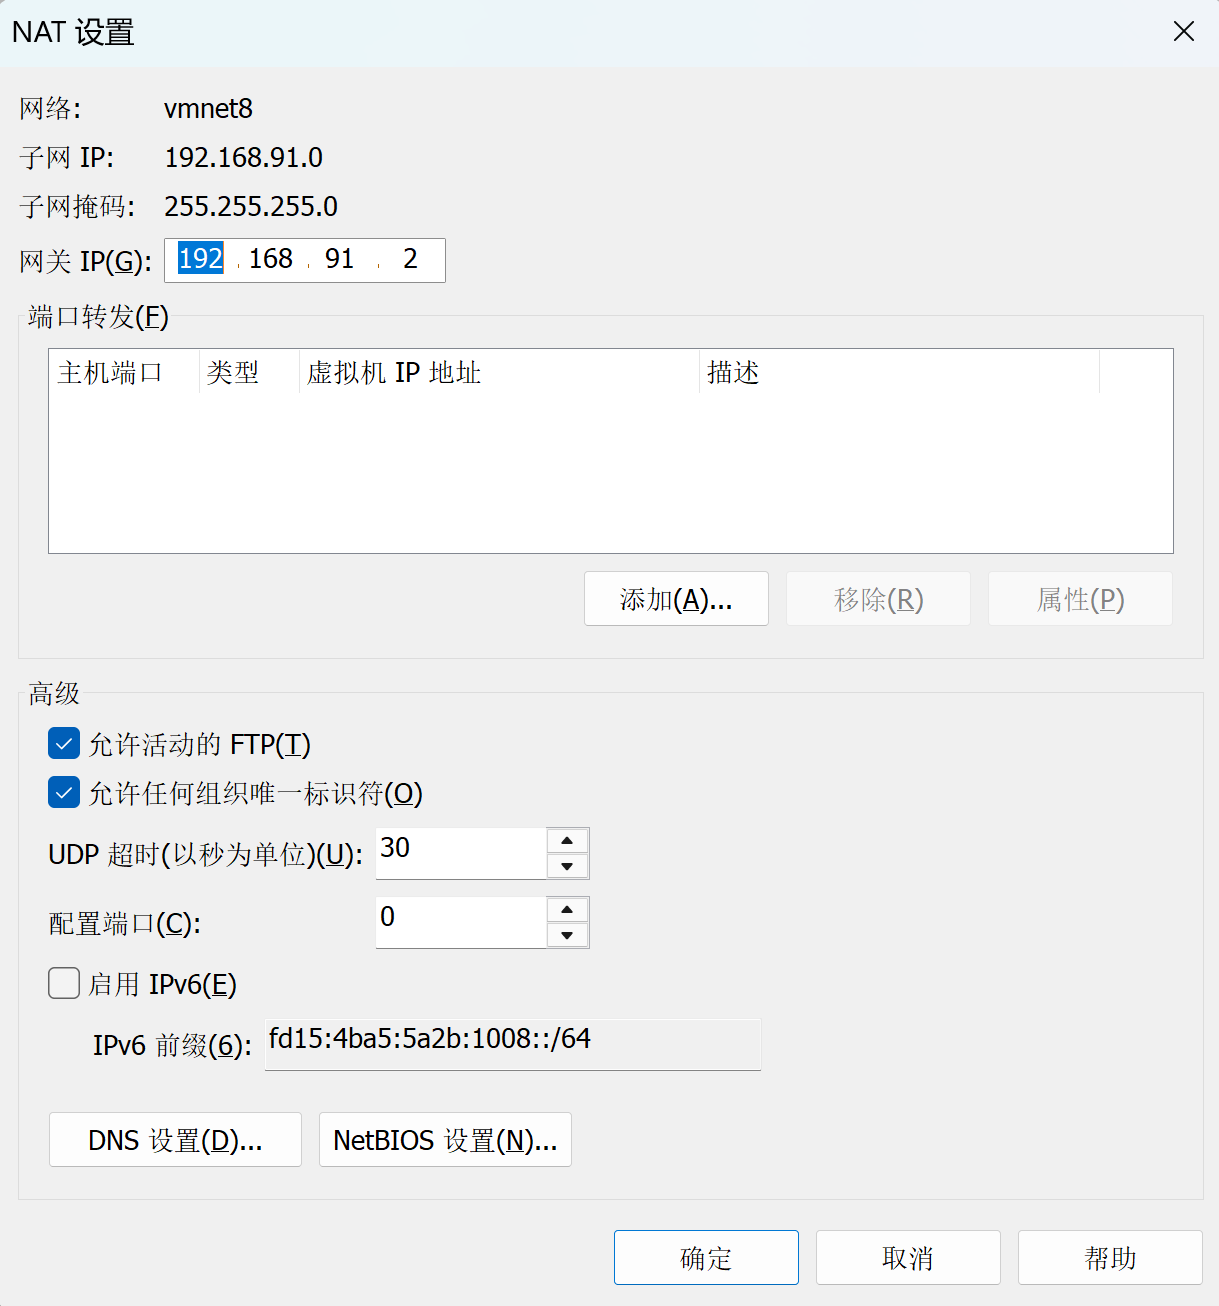 NAT 设置
网络: vmnet8
子网 IP: 192.168.91.0
子网掩码: 255.255.255.0
网关 IP(G): 192 . 168 . 91 . 2
端口转发(F)
主机端口 类型 虚拟机 IP 地址 描述
添加(A)... 移除(R) 属性(P)
高级
允许活动的 FTP(T)
允许任何组织唯一标识符(O)
UDP 超时(以秒为单位)(U): 30
配置端口(C): 0
启用 IPv6(E)
IPv6 前缀(6): fd15:4ba5:5a2b:1008::/64
DNS 设置(D)... NetBIOS 设置(N)...
确定 取消 帮助